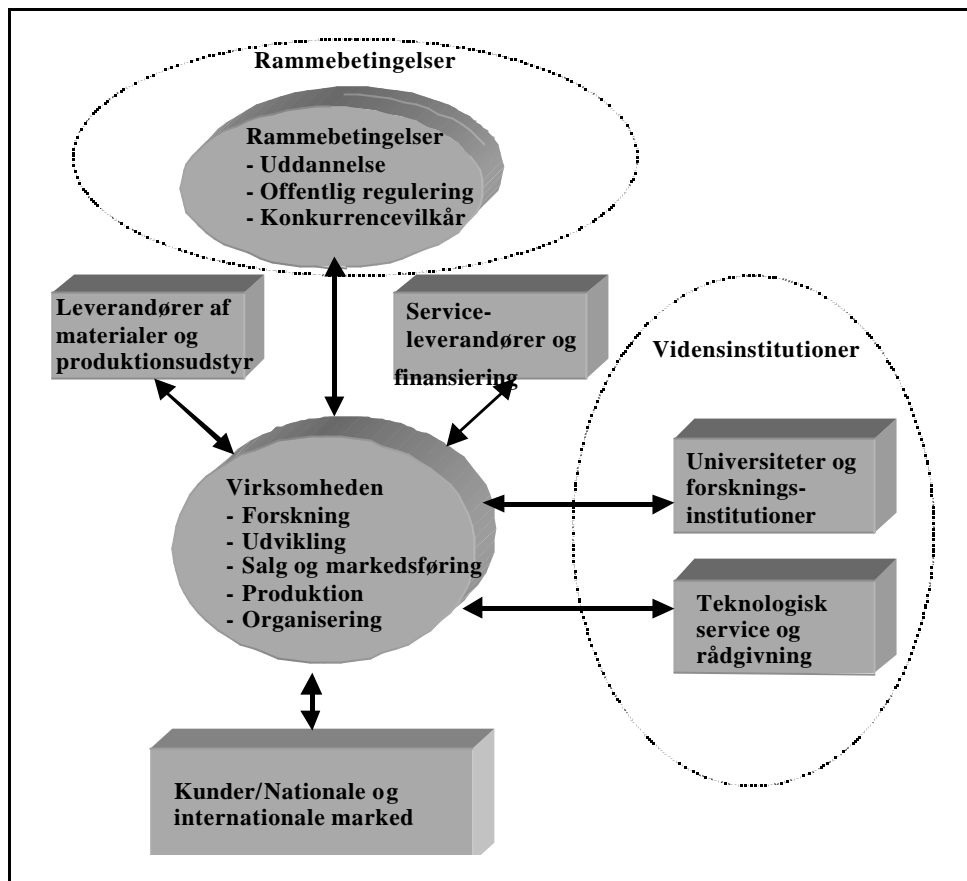 Rammebetingelser
Rammebetingelser
- Uddannelse
- Offentlig regulering
- Konkurrencevilkår
Leverandører af
materialer og
produktionsudstyr
Service-
leverandører og
finansiering
Vidensinstitutioner
Virksomheden
- Forskning
- Udvikling
- Salg og markedsføring
- Produktion
- Organisering
Universiteter og
forsknings-
institutioner
Teknologisk
service og
rådgivning
Kunder/Nationale og
internationale marked